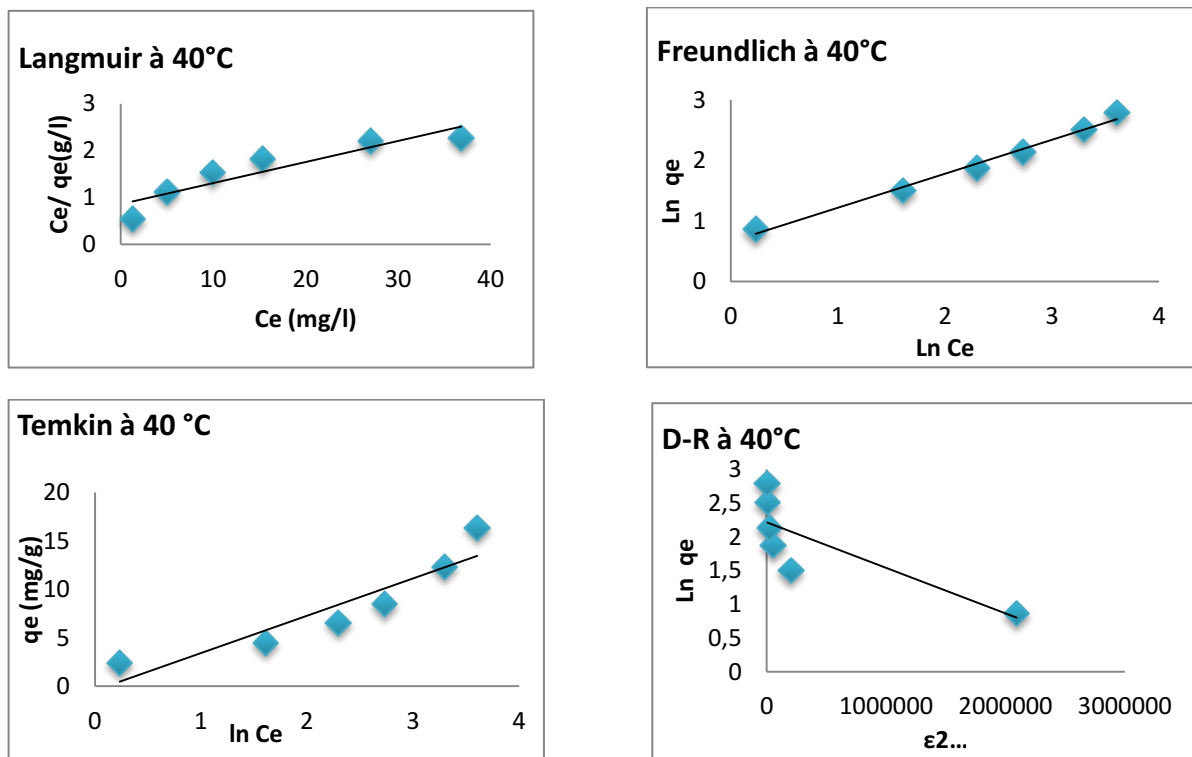 Langmuir à 40°C
Ce/ qe(g/l)
3
2
1
0
0 10 20 30 40
Ce (mg/l)
Freundlich à 40°C
Ln qe
3
2
1
0
0 1 2 3 4
Ln Ce
Temkin à 40 °C
qe (mg/g)
20
15
10
5
0
0 1 2 3 4
ln Ce
D-R à 40°C
Ln qe
3
2,5
2
1,5
1
0,5
0
0 1000000 2000000 3000000
ε2...